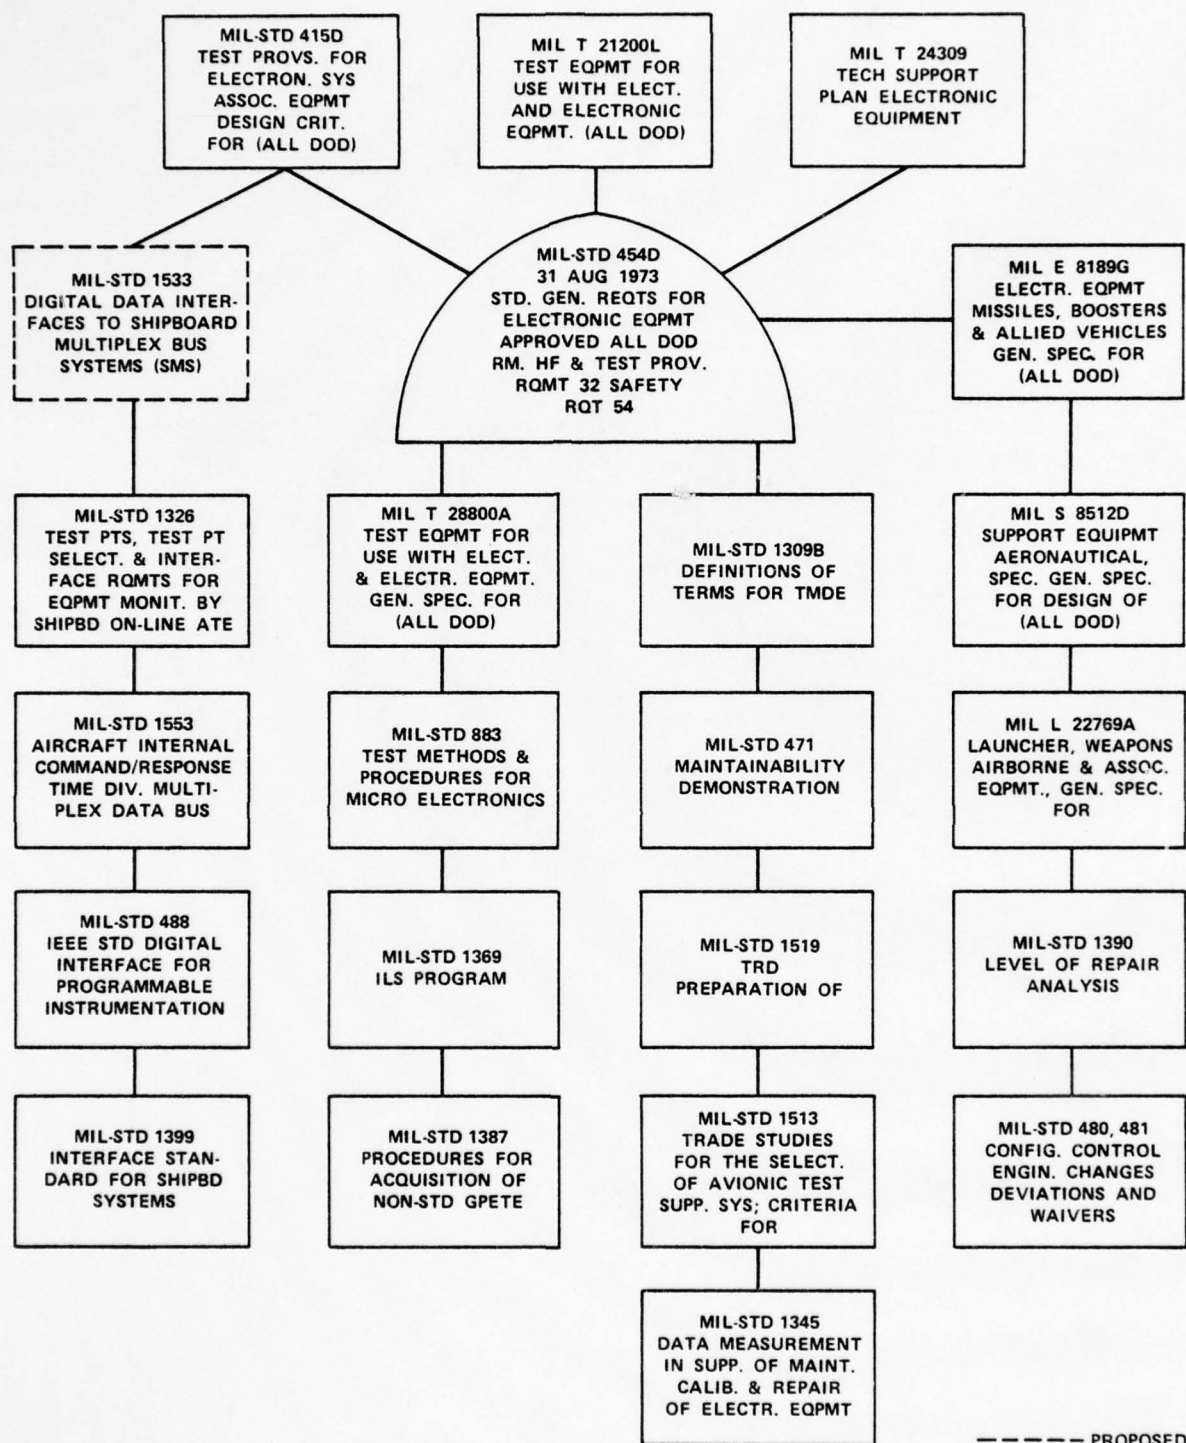 MIL-STD 415D
TEST PROVS. FOR
ELECTRON. SYS
ASSOC. EQPMT
DESIGN CRIT.
FOR (ALL DOD)
MIL T 21200L
TEST EQPMT FOR
USE WITH ELECT.
AND ELECTRONIC
EQPMT. (ALL DOD)
MIL T 24309
TECH SUPPORT
PLAN ELECTRONIC
EQUIPMENT
MIL-STD 1533
DIGITAL DATA INTER-
FACES TO SHIPBOARD
MULTIPLEX BUS
SYSTEMS (SMS)
MIL-STD 454D
31 AUG 1973
STD. GEN. REQTS FOR
ELECTRONIC EQPMT
APPROVED ALL DOD
RM. HF & TEST PROV.
RQMT 32 SAFETY
RQT 54
MIL E 8189G
ELECTR. EQPMT
MISSILES, BOOSTERS
& ALLIED VEHICLES
GEN. SPEC. FOR
(ALL DOD)
MIL-STD 1326
TEST PTS, TEST PT
SELECT. & INTER-
FACE RQMTS FOR
EQPMT MONIT. BY
SHIPBD ON-LINE ATE
MIL T 28800A
TEST EQPMT FOR
USE WITH ELECT.
& ELECTR. EQPMT.
GEN. SPEC. FOR
(ALL DOD)
MIL-STD 1309B
DEFINITIONS OF
TERMS FOR TMDE
MIL S 8512D
SUPPORT EQUIPMT
AERONAUTICAL,
SPEC. GEN. SPEC.
FOR DESIGN OF
(ALL DOD)
MIL-STD 1553
AIRCRAFT INTERNAL
COMMAND/RESPONSE
TIME DIV. MULTI-
PLEX DATA BUS
MIL-STD 883
TEST METHODS &
PROCEDURES FOR
MICRO ELECTRONICS
MIL-STD 471
MAINTAINABILITY
DEMONSTRATION
MIL L 22769A
LAUNCHER, WEAPONS
AIRBORNE & ASSOC.
EQPMT., GEN. SPEC.
FOR
MIL-STD 488
IEEE STD DIGITAL
INTERFACE FOR
PROGRAMMABLE
INSTRUMENTATION
MIL-STD 1369
ILS PROGRAM
MIL-STD 1519
TRD
PREPARATION OF
MIL-STD 1390
LEVEL OF REPAIR
ANALYSIS
MIL-STD 1399
INTERFACE STAN-
DARD FOR SHIPBD
SYSTEMS
MIL-STD 1387
PROCEDURES FOR
ACQUISITION OF
NON-STD GPETE
MIL-STD 1513
TRADE STUDIES
FOR THE SELECT.
OF AVIONIC TEST
SUPP. SYS; CRITERIA
FOR
MIL-STD 480, 481
CONFIG. CONTROL
ENGIN. CHANGES
DEVIATIONS AND
WAIVERS
MIL-STD 1345
DATA MEASUREMENT
IN SUPP. OF MAINT.
CALIB. & REPAIR
OF ELECTR. EQPMT
PROPOSED